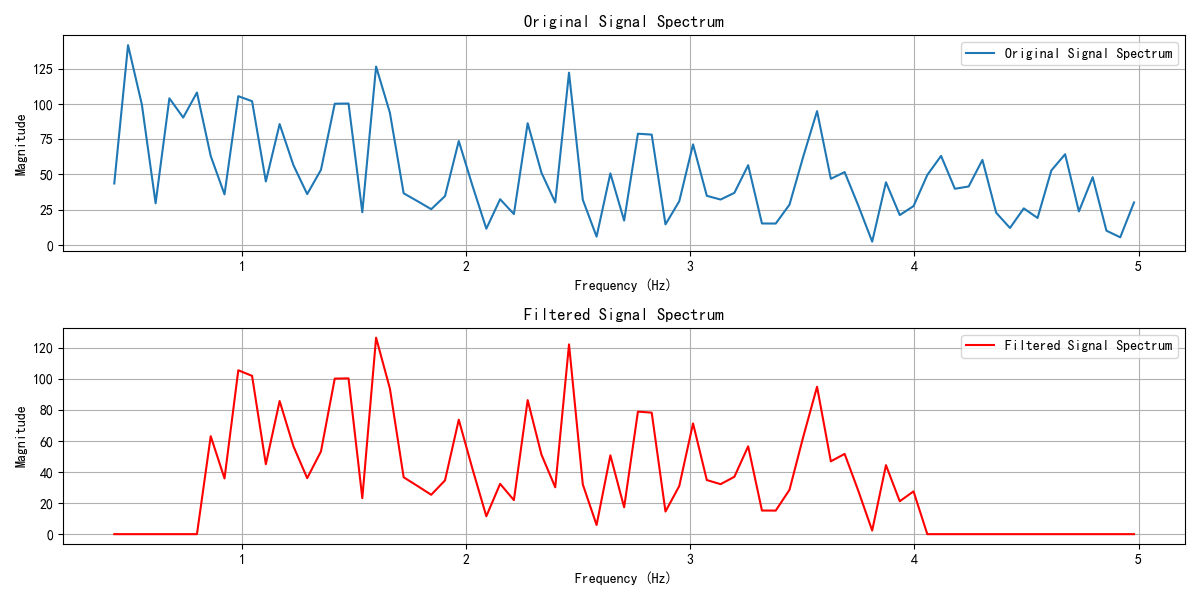 Original Signal Spectrum
Original Signal Spectrum
Magnitude
125
100
75
50
25
0
1 2 3 4 5
Frequency (Hz)
Filtered Signal Spectrum
Filtered Signal Spectrum
Magnitude
120
100
80
60
40
20
0
1 2 3 4 5
Frequency (Hz)